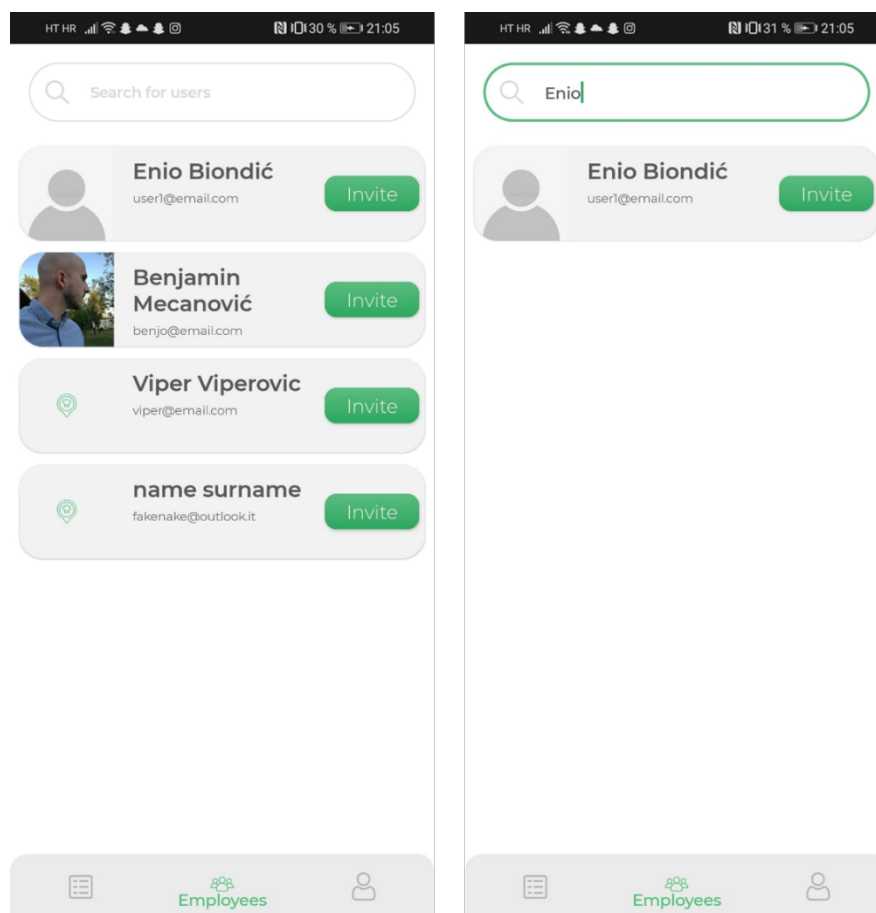 HT HR 30 % 21:05
Search for users
Enio Biondić
user1@email.com
Invite
Benjamin
Mecanović
benjo@email.com
Invite
Viper Viperovic
viper@email.com
Invite
name surname
fakenake@outlook.it
Invite
Employees
HT HR 31 % 21:05
Enio
Enio Biondić
user1@email.com
Invite
Employees